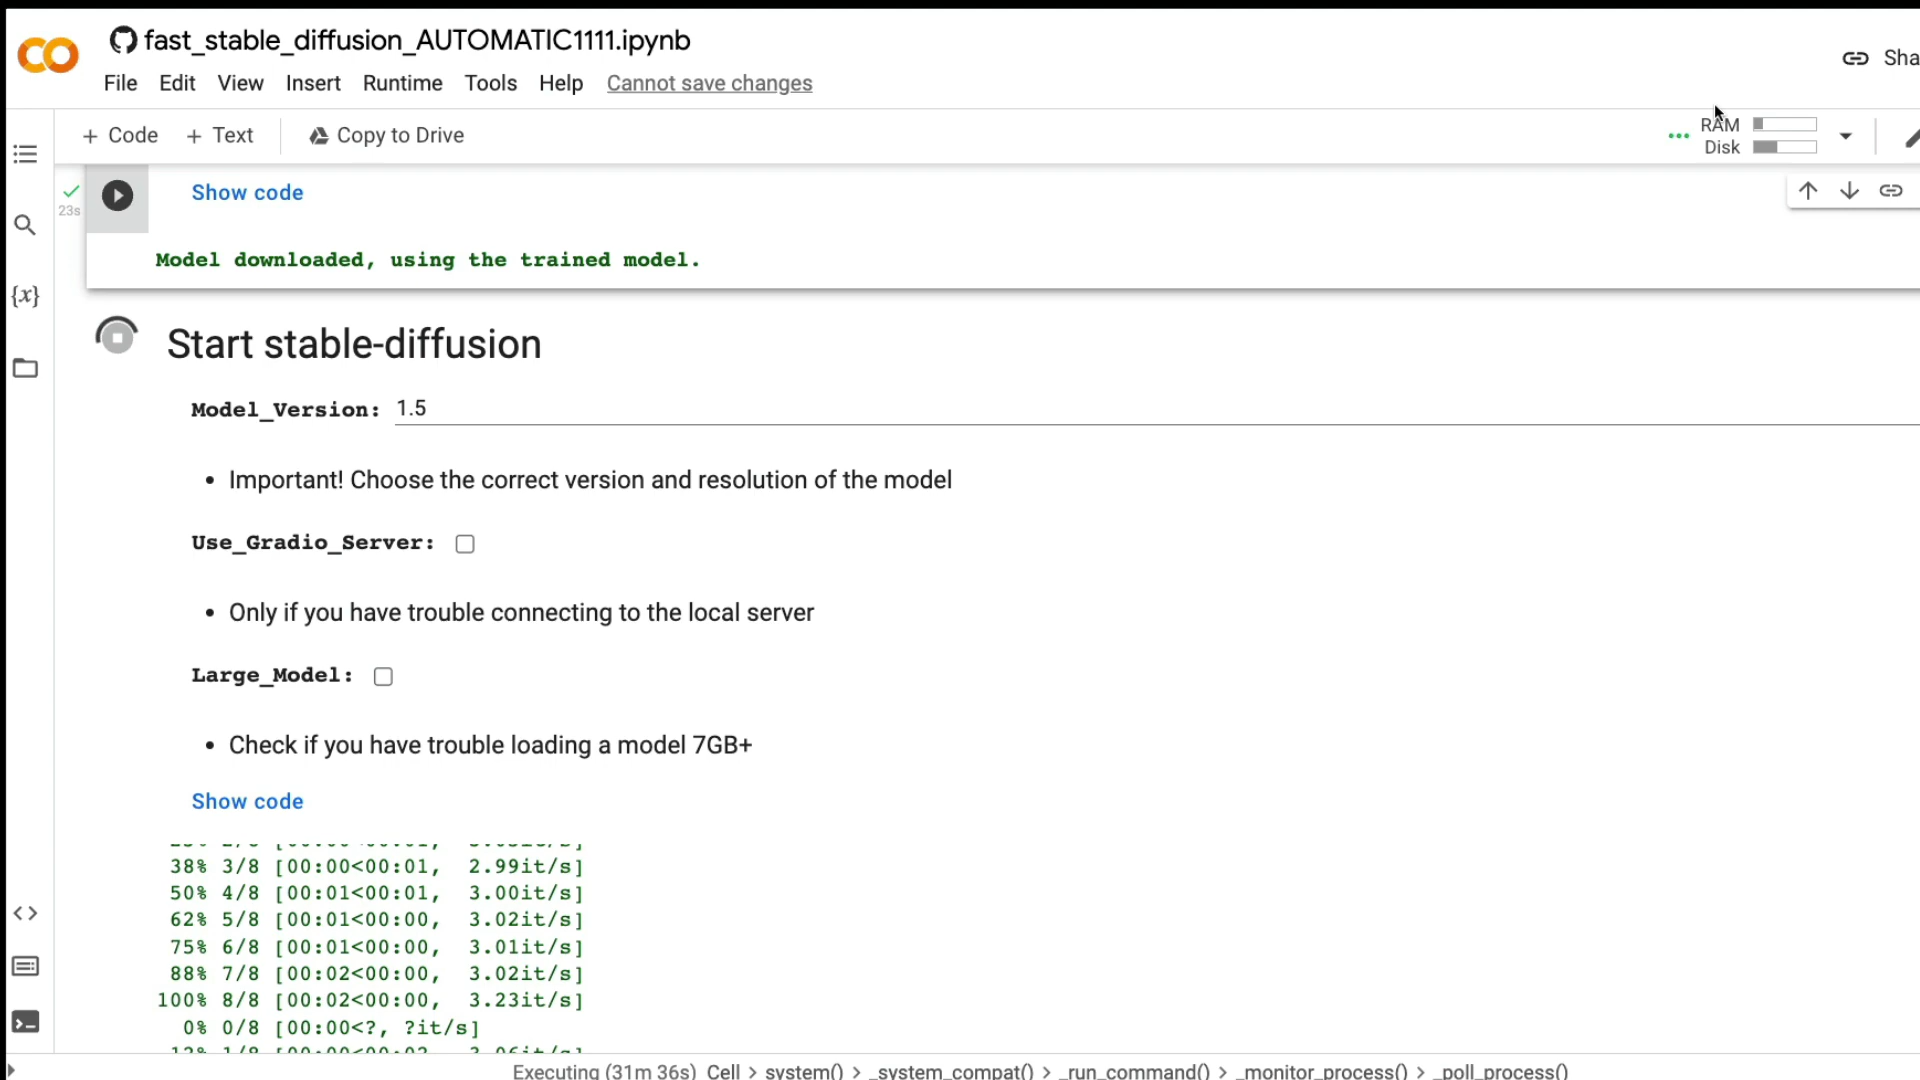 fast_stable_diffusion_AUTOMATIC1111.ipynb
File Edit View Insert Runtime Tools Help Cannot save changes
Sha
+ Code + Text Copy to Drive
RAM
Disk
23s
Show code
Model downloaded, using the trained model.
{x}
Start stable-diffusion
Model_Version: 1.5
• Important! Choose the correct version and resolution of the model
Use_Gradio_Server:
• Only if you have trouble connecting to the local server
Large_Model:
• Check if you have trouble loading a model 7GB+
Show code
38% 3/8 [00:00<00:01, 2.99it/s]
50% 4/8 [00:01<00:01, 3.00it/s]
62% 5/8 [00:01<00:00, 3.02it/s]
75% 6/8 [00:01<00:00, 3.01it/s]
88% 7/8 [00:02<00:00, 3.02it/s]
100% 8/8 [00:02<00:00, 3.23it/s]
0% 0/8 [00:00<?, ?it/s]
Executing (31m 36s) Cell > system() > _system_compat() > _run_command() > _monitor_process() > _poll_process()